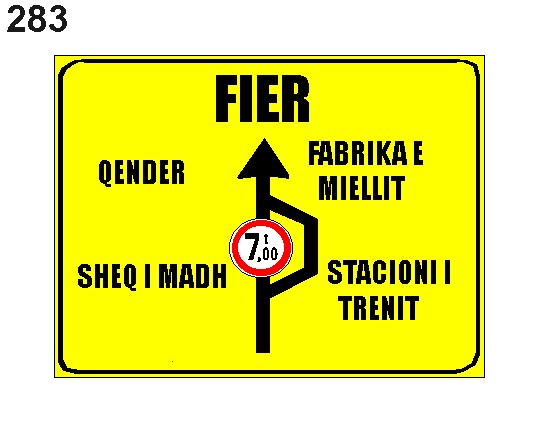 283
FIER
QENDER
FABRIKA E
MIELLIT
7,00 t
SHEQ I MADH
STACIONI I
TRENIT